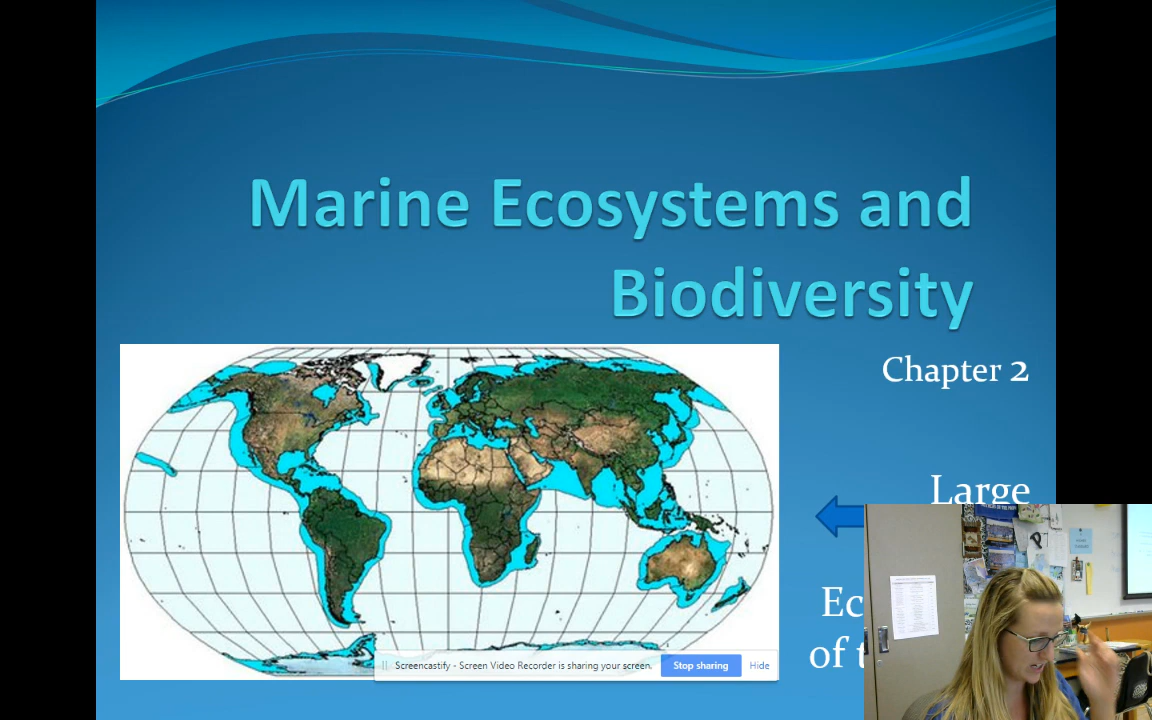 Marine Ecosystems and
Biodiversity
Chapter 2
Large
of t
Screencastify - Screen Video Recorder is sharing your screen.
Stop sharing
Hide